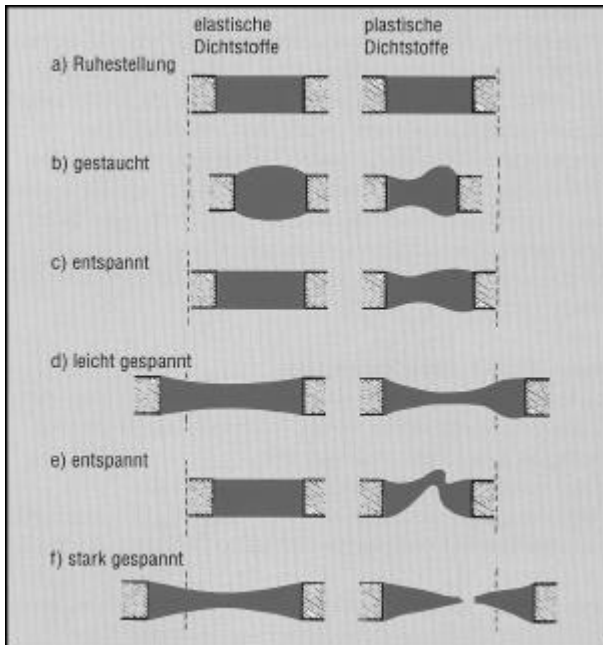 elastische
Dichtstoffe
plastische
Dichtstoffe
a) Ruhestellung
b) gestaucht
c) entspannt
d) leicht gespannt
e) entspannt
f) stark gespannt